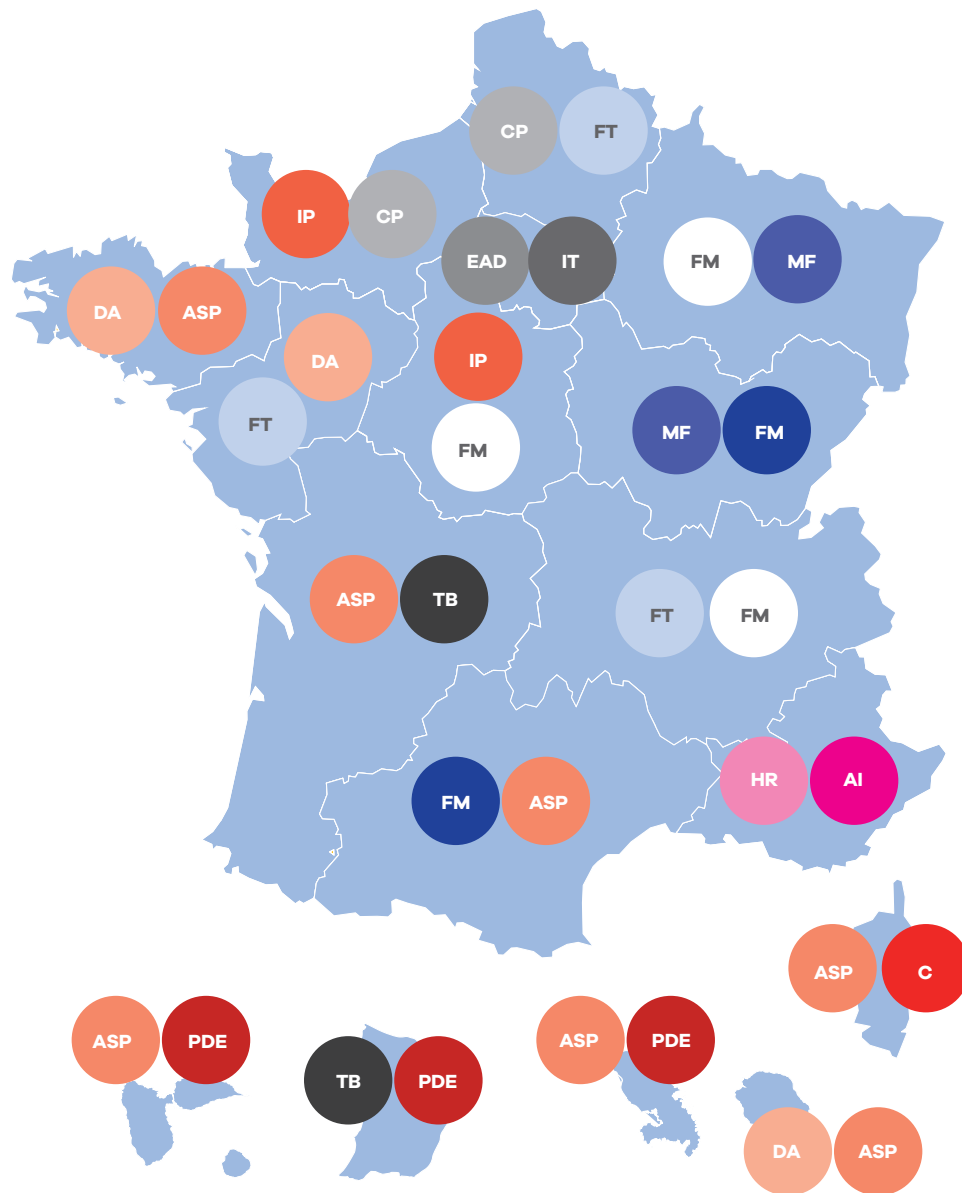 CP FT
IP CP
EAD IT
FM MF
DA ASP
DA
FT
IP
FM
MF FM
ASP TB
FT FM
FM ASP
HR AI
ASP C
ASP PDE
TB PDE
ASP PDE
DA ASP